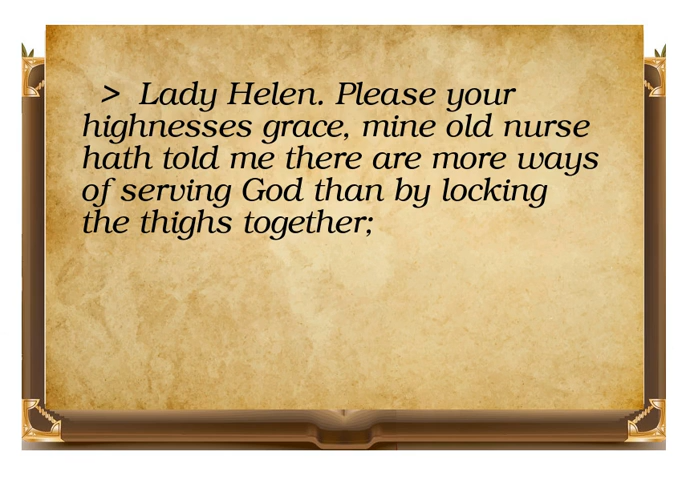 > Lady Helen. Please your
highnesses grace, mine old nurse
hath told me there are more ways
of serving God than by locking
the thighs together;